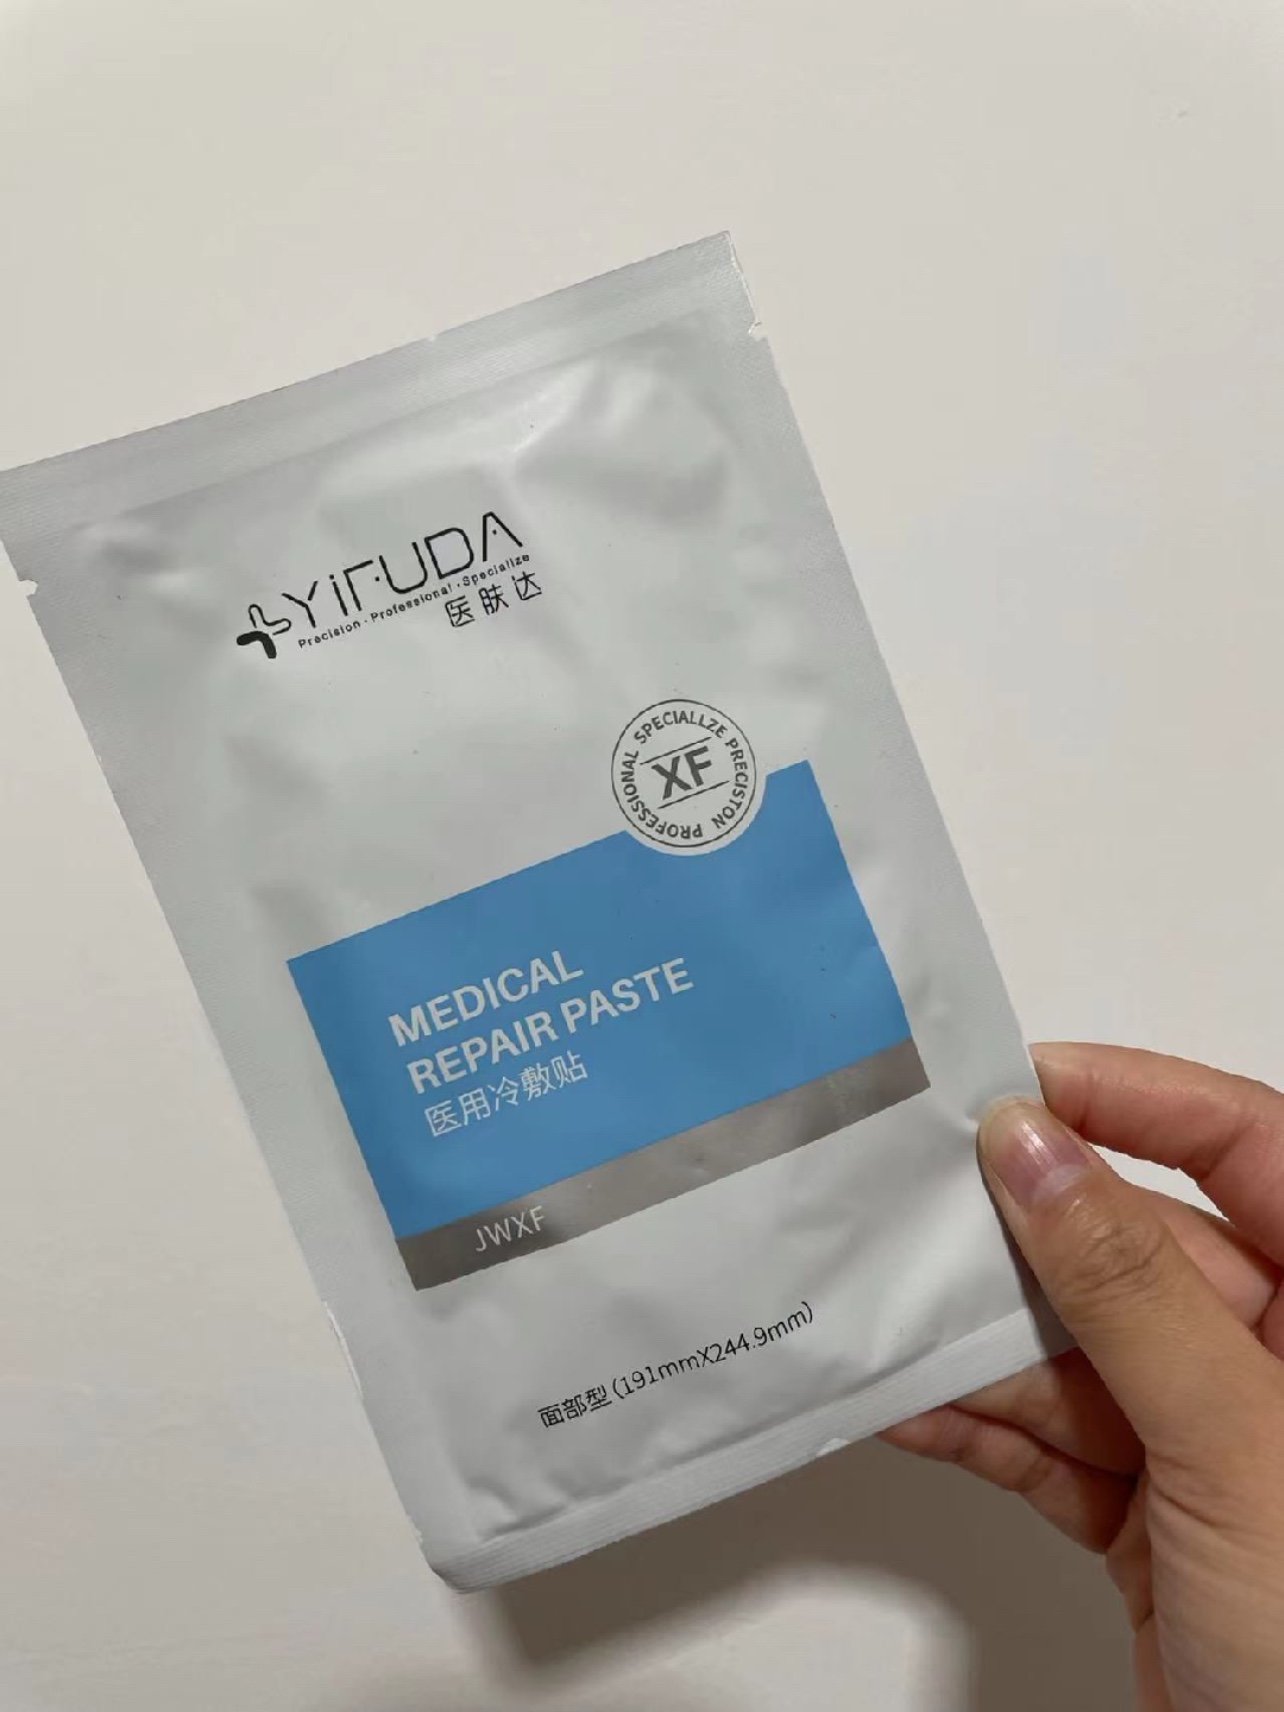 YiFUDA
Precision · Professional · Specialize
医肤达
SPECIALLZE PRECISTON PROFESSIONAL
XF
MEDICAL
REPAIR PASTE
医用冷敷贴
JWXF
面部型(191mmX244.9mm)